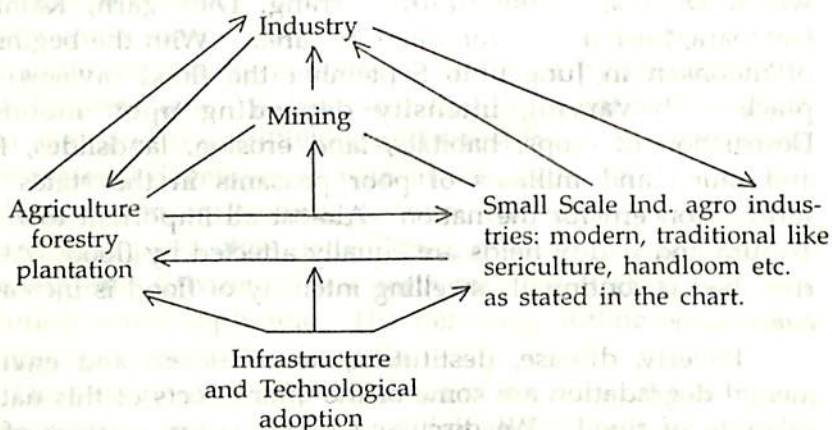 Industry
Mining
Agriculture
forestry
plantation
Small Scale Ind. agro indus-
tries: modern, traditional like
sericulture, handloom etc.
as stated in the chart.
Infrastructure
and Technological
adoption